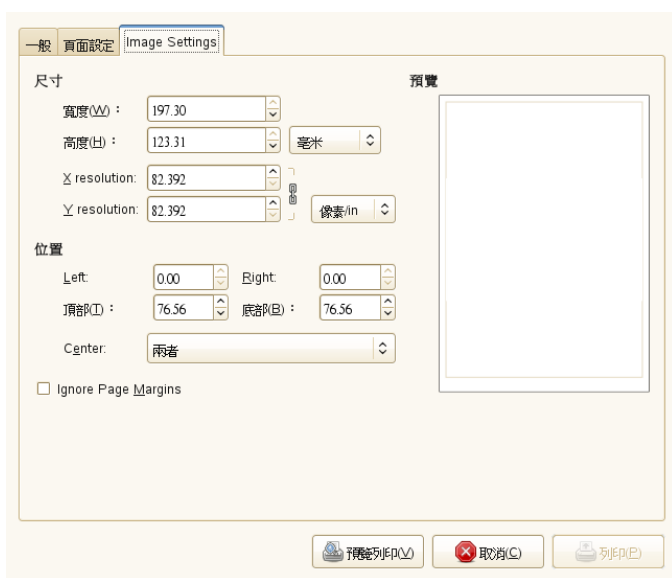 一般 頁面設定 Image Settings
尺寸 預覽
寬度(W)： 197.30
高度(H)： 123.31 毫米
X resolution: 82.392
Y resolution: 82.392 像素/in
位置
Left: 0.00 Right: 0.00
頂部(T)： 76.56 底部(B)： 76.56
Center: 兩者
Ignore Page Margins
預覽列印(V) 取消(C) 列印(P)